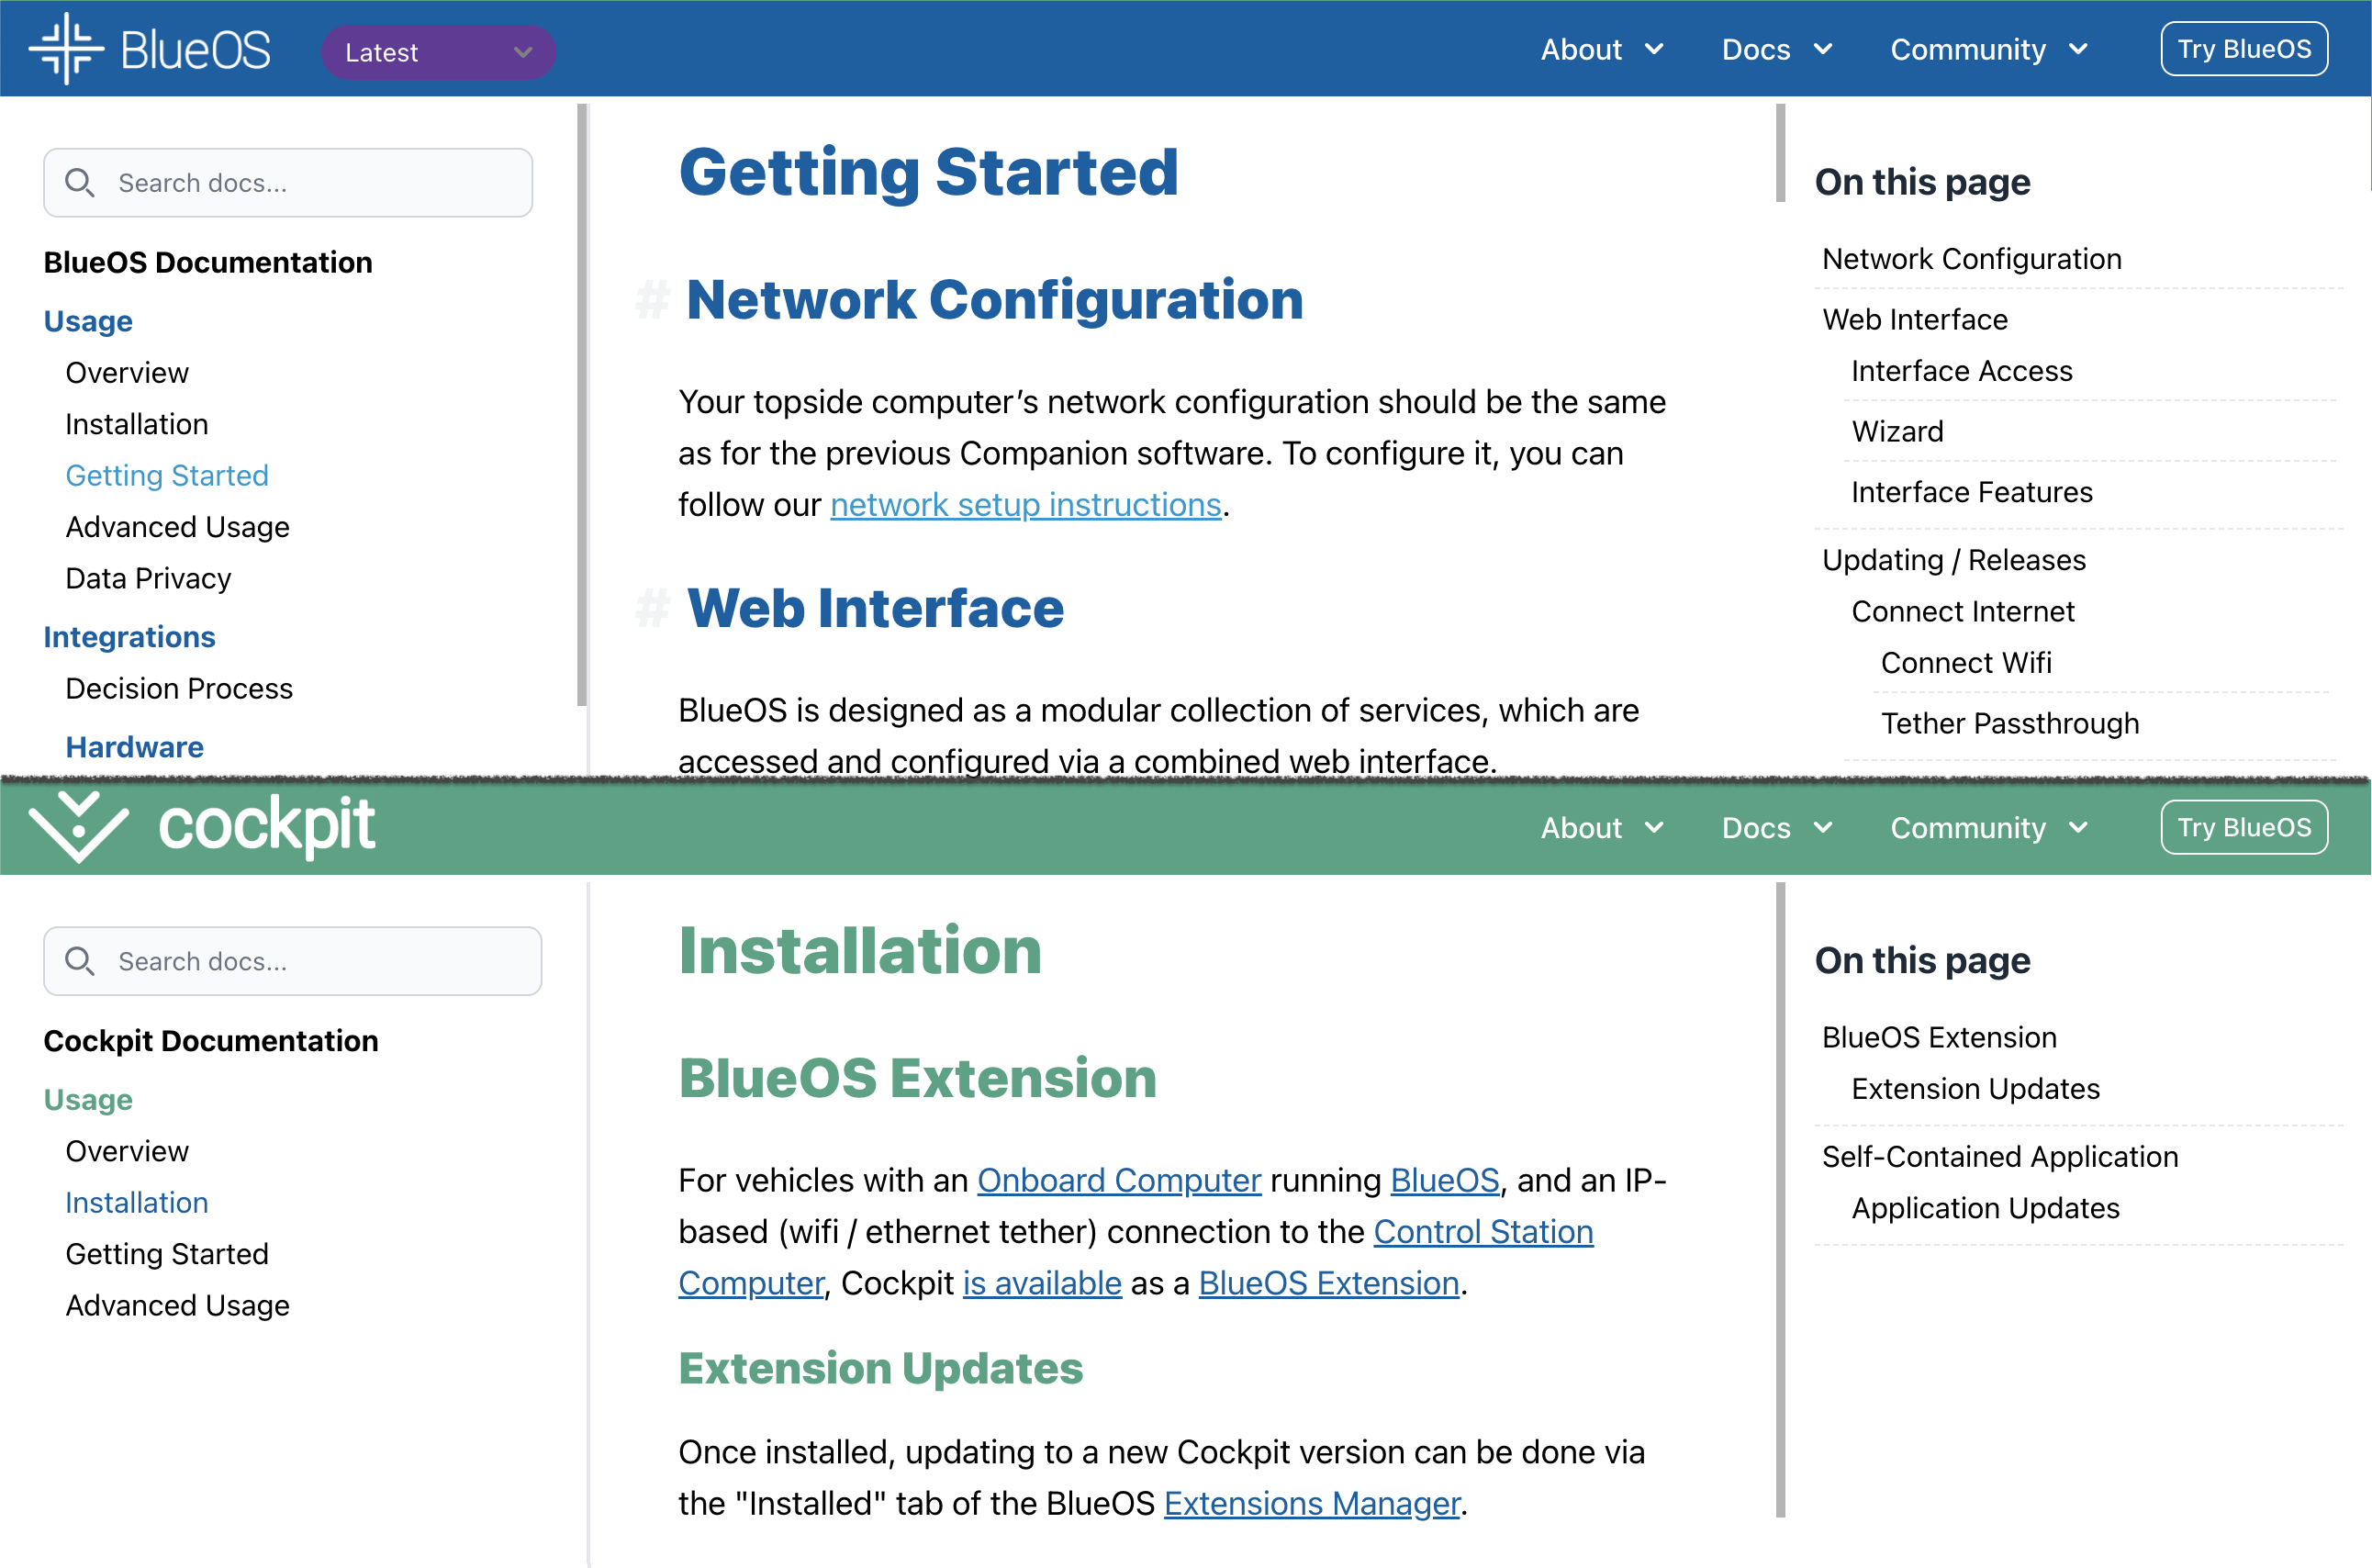 BlueOS
Latest
About
Docs
Community
Try BlueOS
Search docs...
BlueOS Documentation
Usage
Overview
Installation
Getting Started
Advanced Usage
Data Privacy
Integrations
Decision Process
Hardware
Getting Started
# Network Configuration
Your topside computer’s network configuration should be the same
as for the previous Companion software. To configure it, you can
follow our network setup instructions.
# Web Interface
BlueOS is designed as a modular collection of services, which are
accessed and configured via a combined web interface.
On this page
Network Configuration
Web Interface
Interface Access
Wizard
Interface Features
Updating / Releases
Connect Internet
Connect Wifi
Tether Passthrough
cockpit
About
Docs
Community
Try BlueOS
Search docs...
Cockpit Documentation
Usage
Overview
Installation
Getting Started
Advanced Usage
Installation
BlueOS Extension
For vehicles with an Onboard Computer running BlueOS, and an IP-
based (wifi / ethernet tether) connection to the Control Station
Computer, Cockpit is available as a BlueOS Extension.
Extension Updates
Once installed, updating to a new Cockpit version can be done via
the "Installed" tab of the BlueOS Extensions Manager.
On this page
BlueOS Extension
Extension Updates
Self-Contained Application
Application Updates